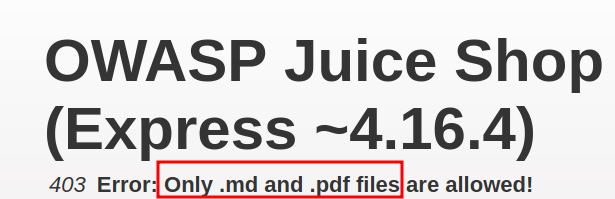 OWASP Juice Shop
(Express ~4.16.4)
403 Error: Only .md and .pdf files are allowed!